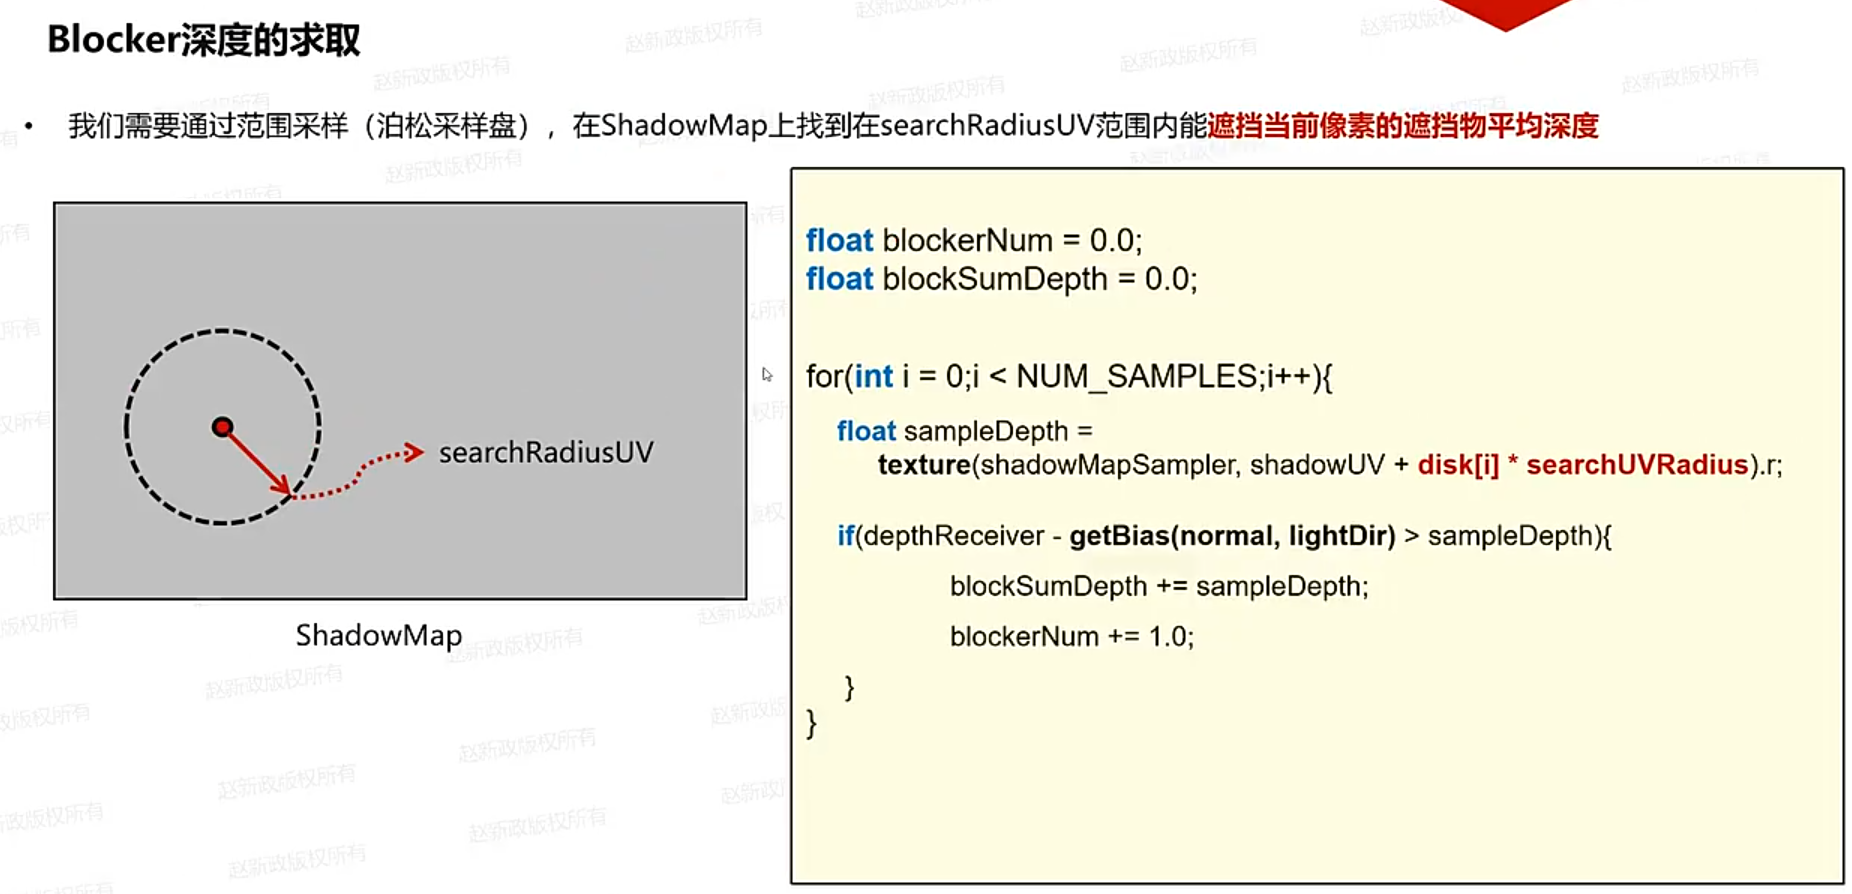 Blocker深度的求取
• 我们需要通过范围采样（泊松采样盘），在ShadowMap上找到在searchRadiusUV范围内能遮挡当前像素的遮挡物平均深度
searchRadiusUV
ShadowMap
float blockerNum = 0.0;
float blockSumDepth = 0.0;
for(int i = 0;i < NUM_SAMPLES;i++){
float sampleDepth =
texture(shadowMapSampler, shadowUV + disk[i] * searchUVRadius).r;
if(depthReceiver - getBias(normal, lightDir) > sampleDepth){
blockSumDepth += sampleDepth;
blockerNum += 1.0;
}
}
赵新政版权所有